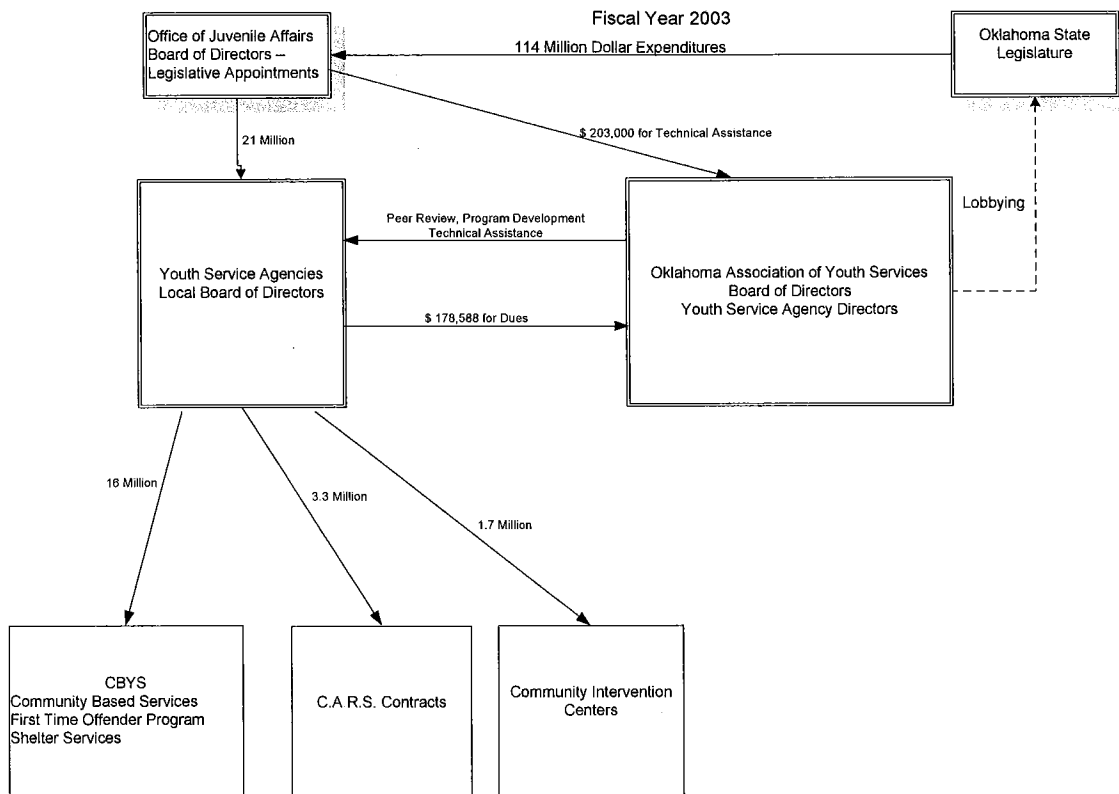 Fiscal Year 2003
Office of Juvenile Affairs
Board of Directors –
Legislative Appointments
114 Million Dollar Expenditures
Oklahoma State
Legislature
21 Million
$ 203,000 for Technical Assistance
Lobbying
Peer Review, Program Development
Technical Assistance
Youth Service Agencies
Local Board of Directors
Oklahoma Association of Youth Services
Board of Directors
Youth Service Agency Directors
$ 178,588 for Dues
16 Million
3.3 Million
1.7 Million
CBYS
Community Based Services
First Time Offender Program
Shelter Services
C.A R.S. Contracts
Community Intervention
Centers